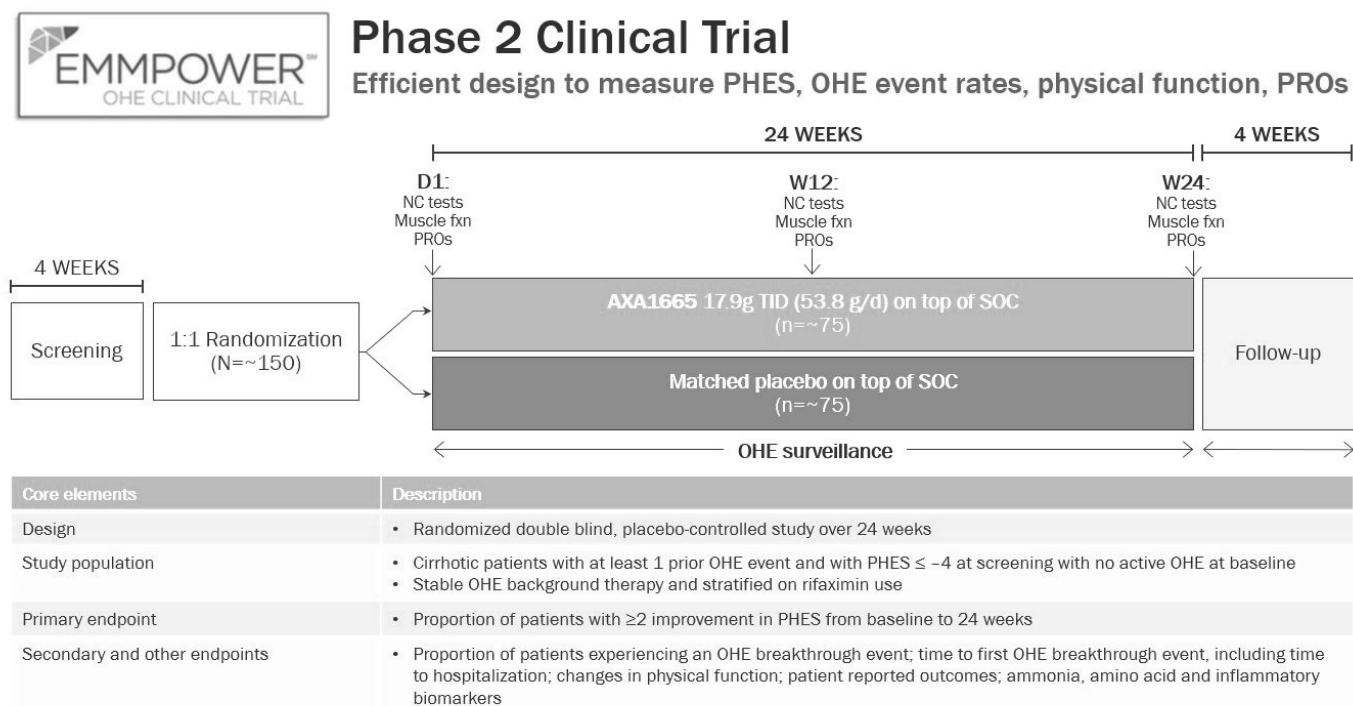 EMMPOWER℠
OHE CLINICAL TRIAL
Phase 2 Clinical Trial
Efficient design to measure PHES, OHE event rates, physical function, PROs
24 WEEKS
4 WEEKS
D1:
NC tests
Muscle fxn
PROs
W12:
NC tests
Muscle fxn
PROs
W24:
NC tests
Muscle fxn
PROs
4 WEEKS
Screening
1:1 Randomization
(N=~150)
AXA1665 17.9g TID (53.8 g/d) on top of SOC
(n=~75)
Matched placebo on top of SOC
(n=~75)
Follow-up
OHE surveillance
Core elements
Description
Design
• Randomized double blind, placebo-controlled study over 24 weeks
Study population
• Cirrhotic patients with at least 1 prior OHE event and with PHES ≤ –4 at screening with no active OHE at baseline
• Stable OHE background therapy and stratified on rifaximin use
Primary endpoint
• Proportion of patients with ≥2 improvement in PHES from baseline to 24 weeks
Secondary and other endpoints
• Proportion of patients experiencing an OHE breakthrough event; time to first OHE breakthrough event, including time
to hospitalization; changes in physical function; patient reported outcomes; ammonia, amino acid and inflammatory
biomarkers